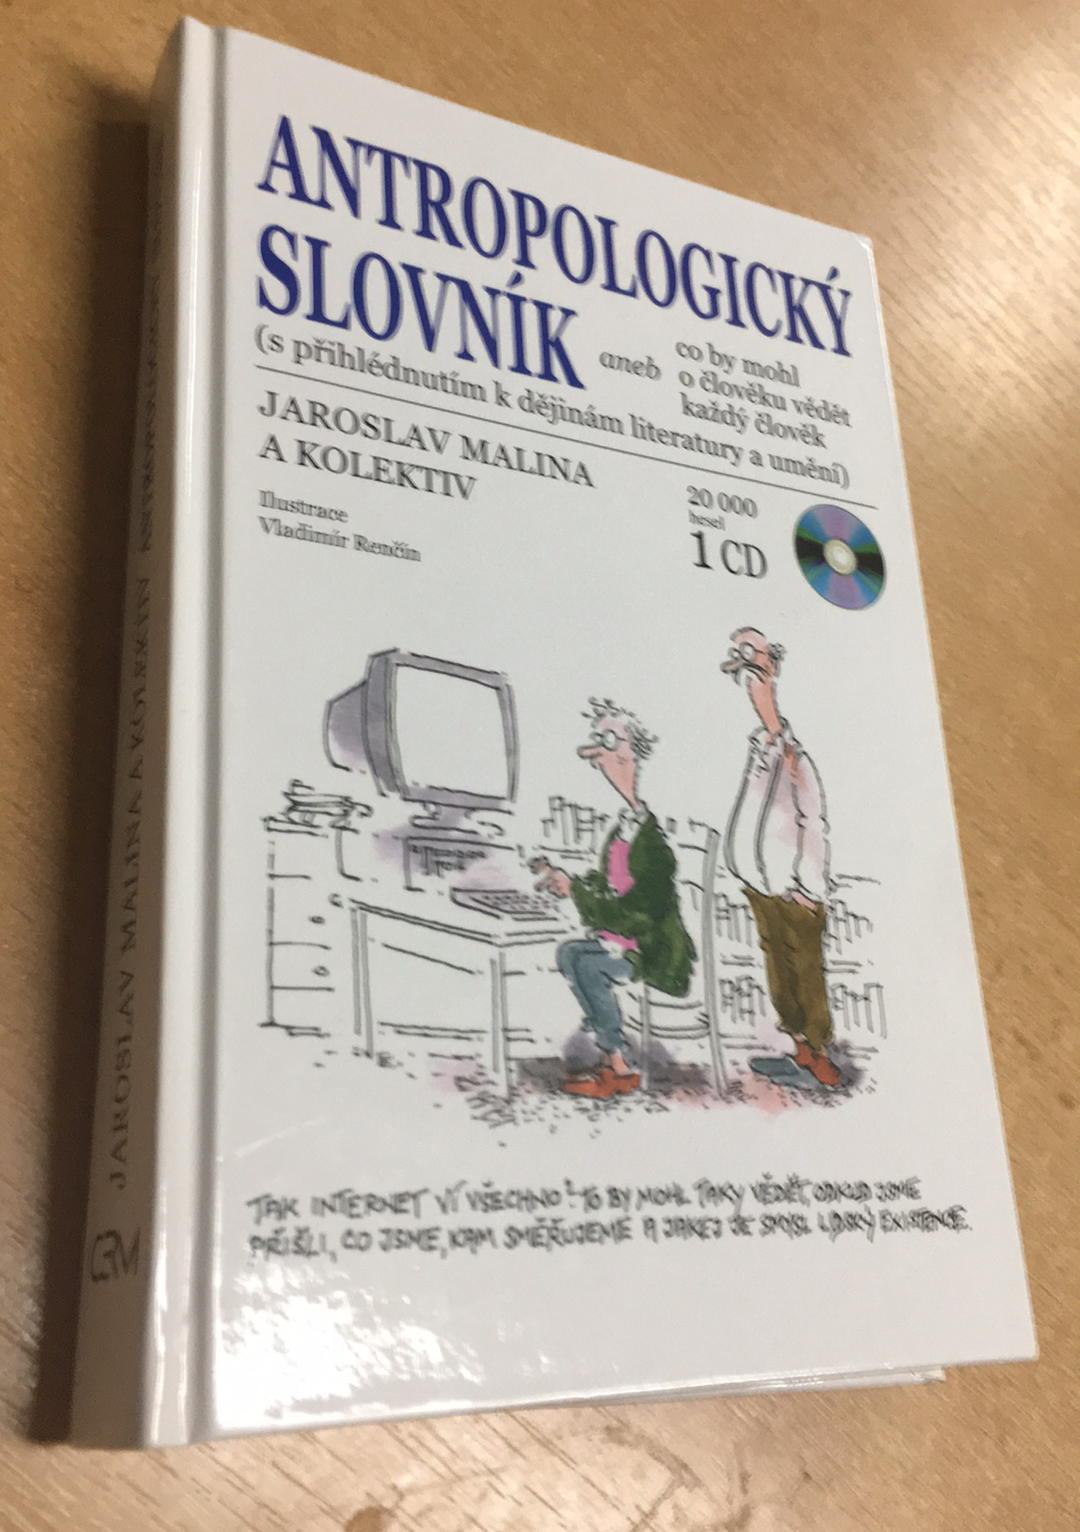 ANTROPOLOGICKÝ
SLOVNÍK
aneb
co by mohl
o člověku vědět
každý člověk
(s přihlédnutím k dějinám literatury a umění)
JAROSLAV MALINA
A KOLEKTIV
Ilustrace
Vladimír Renčín
20 000
hesel
1 CD
TAK INTERNET VÍ VŠECHNO? TO BY MOHL TAKY VĚDĚT, ODKUD JSME
PŘIŠLI, CO JSME, KAM SMĚŘUJEME A JAKEJ JE SMYSL LIDSKÝ EXISTENCE.
JAROSLAV MALINA A KOLEKTIV